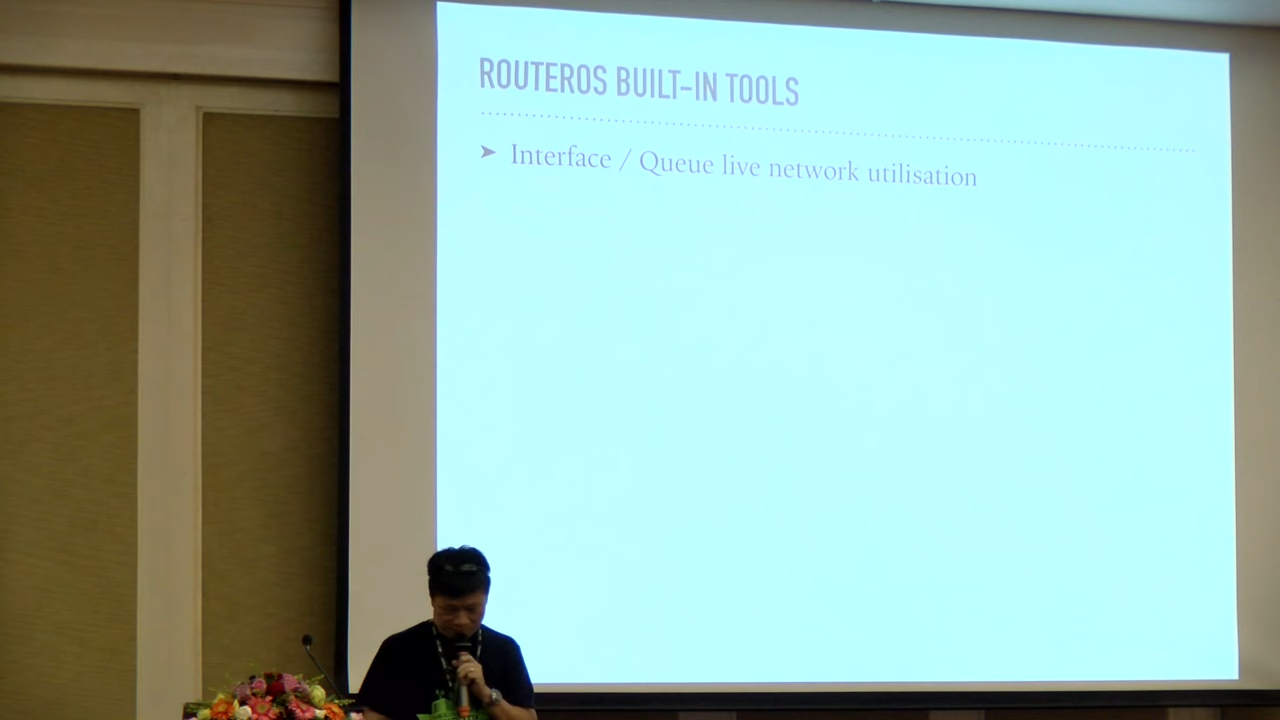 ROUTEROS BUILT-IN TOOLS
➤ Interface / Queue live network utilisation